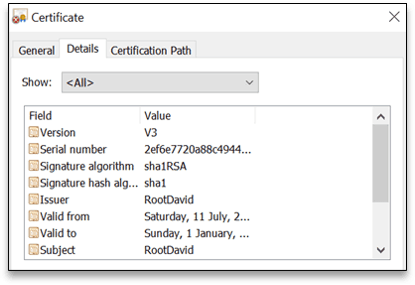 Certificate
General Details Certification Path
Show: <All>
Field Value
Version V3
Serial number 2ef6e7720a88c4944...
Signature algorithm sha1RSA
Signature hash alg... sha1
Issuer RootDavid
Valid from Saturday, 11 July, 2...
Valid to Sunday, 1 January, ...
Subject RootDavid